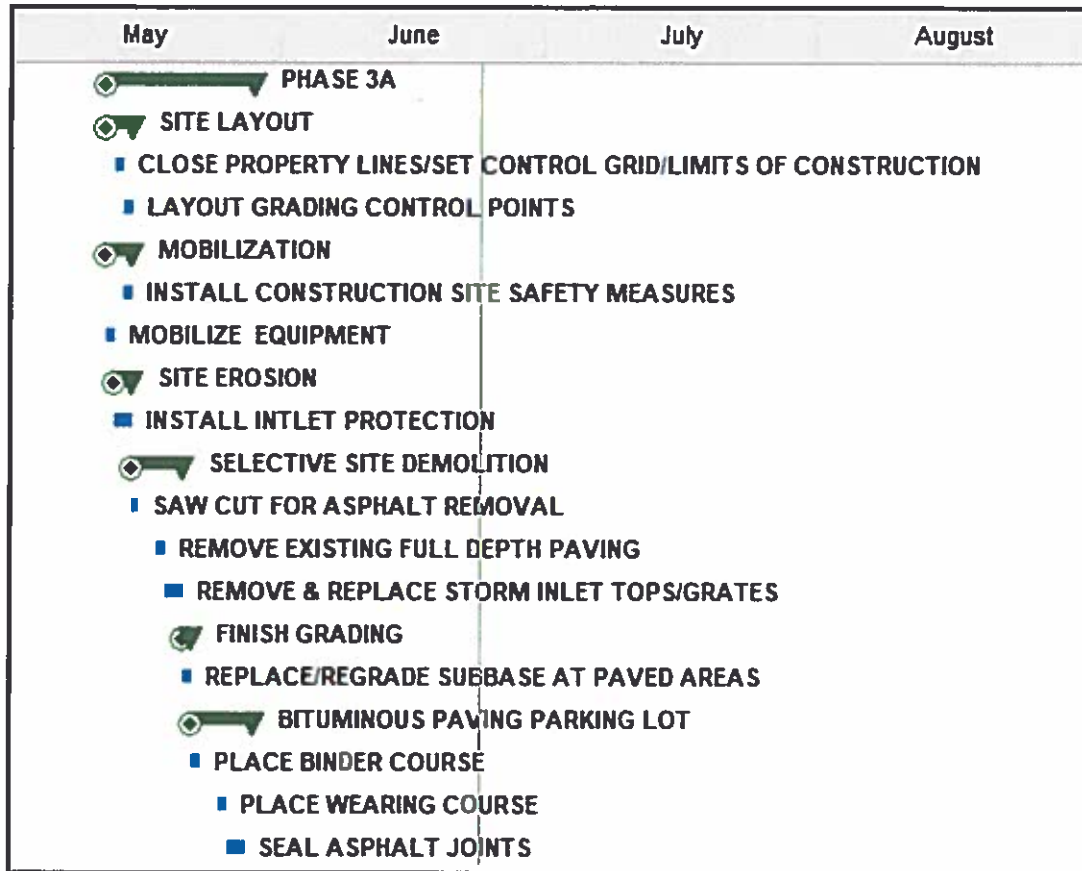 May June July August
PHASE 3A
SITE LAYOUT
CLOSE PROPERTY LINES/SET CONTROL GRID/LIMITS OF CONSTRUCTION
LAYOUT GRADING CONTROL POINTS
MOBILIZATION
INSTALL CONSTRUCTION SITE SAFETY MEASURES
MOBILIZE EQUIPMENT
SITE EROSION
INSTALL INTLET PROTECTION
SELECTIVE SITE DEMOLITION
SAW CUT FOR ASPHALT REMOVAL
REMOVE EXISTING FULL DEPTH PAVING
REMOVE & REPLACE STORM INLET TOPS/GRATES
FINISH GRADING
REPLACE/REGRADE SUBBASE AT PAVED AREAS
BITUMINOUS PAVING PARKING LOT
PLACE BINDER COURSE
PLACE WEARING COURSE
SEAL ASPHALT JOINTS